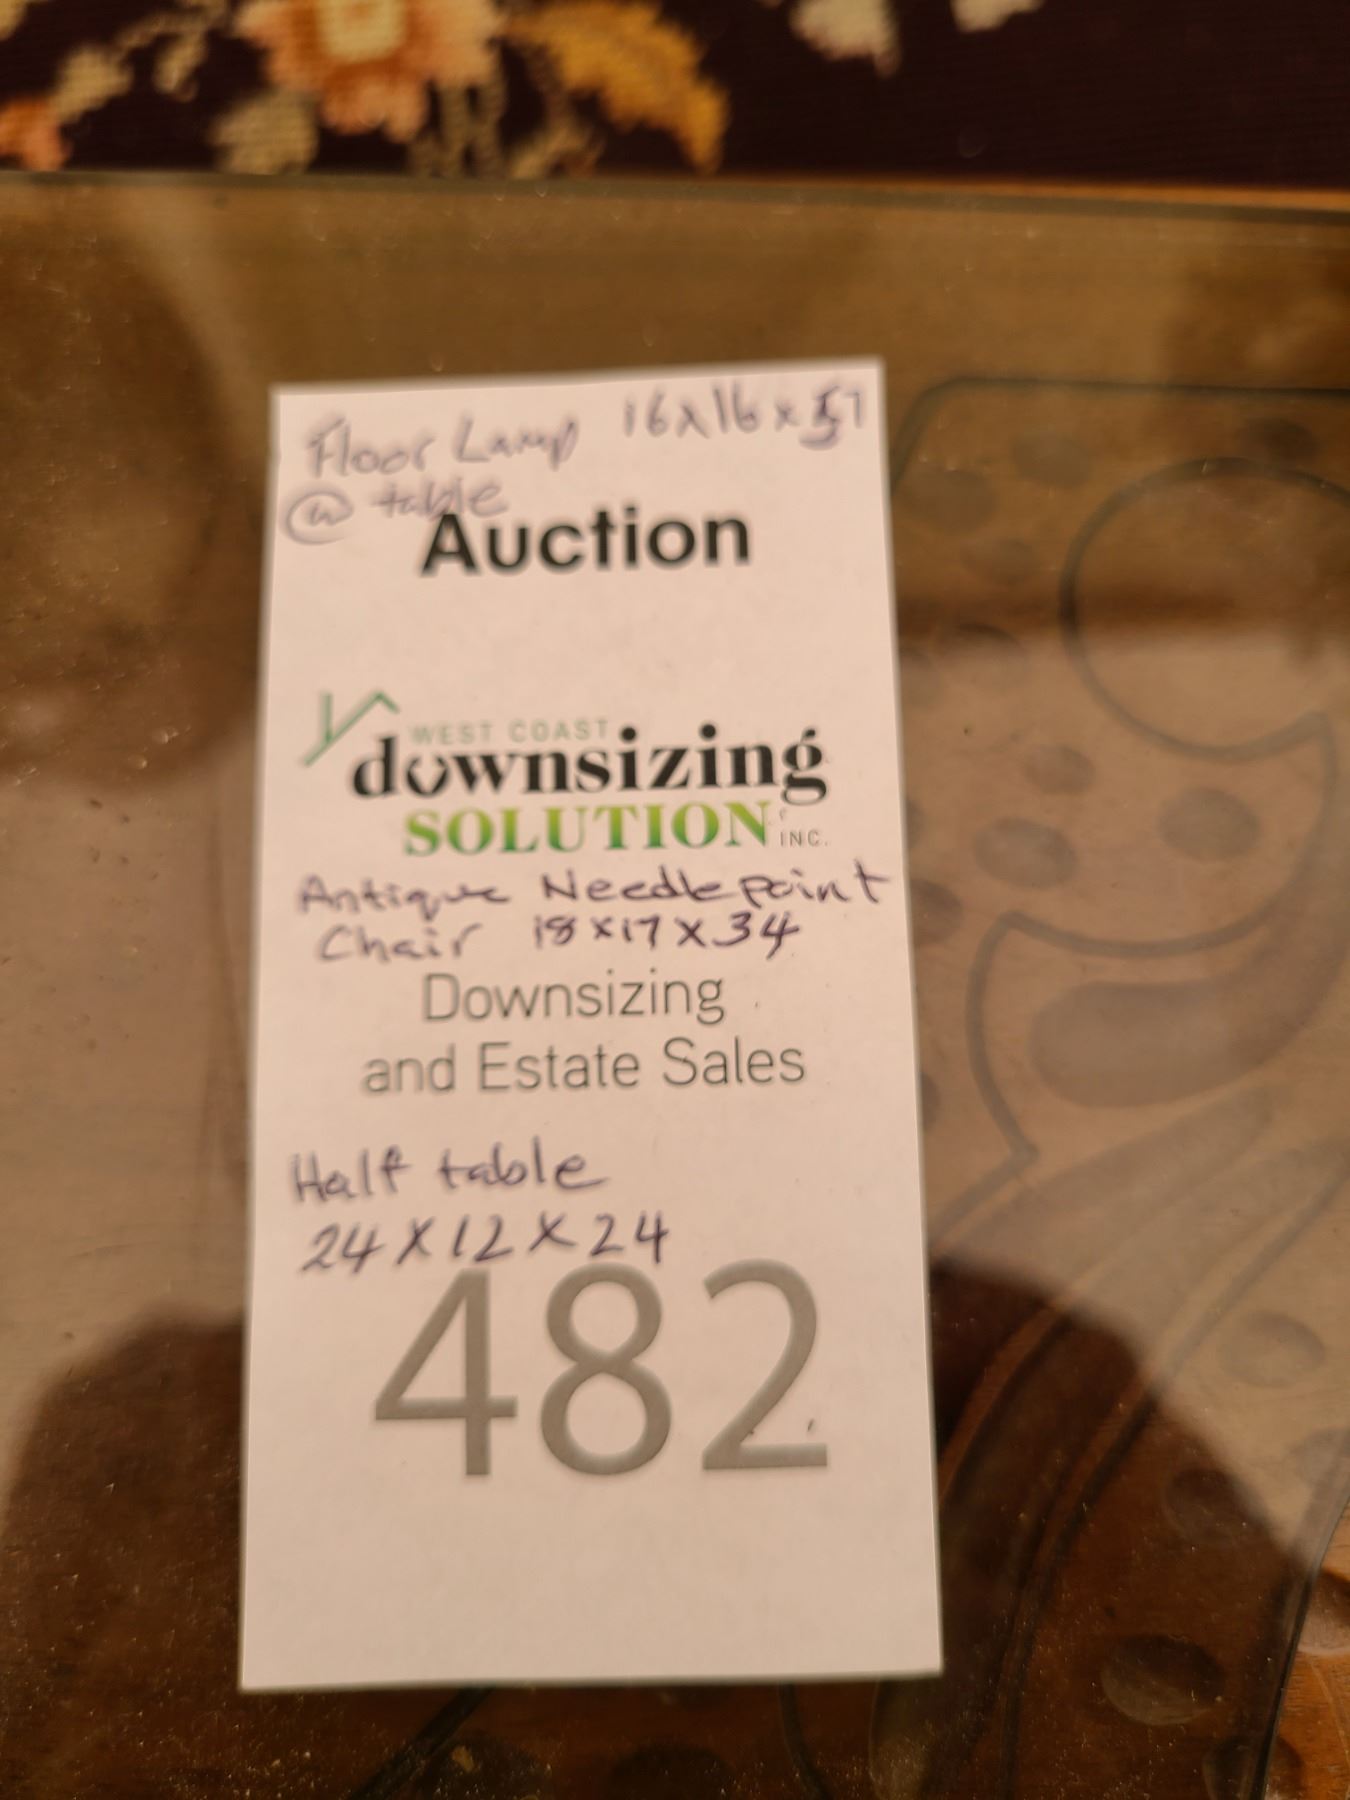 Floor Lamp 16x16x57
@ table
Auction
WEST COAST
downsizing
SOLUTION
INC.
Antique Needlepoint
Chair 18x17x34
Downsizing
and Estate Sales
Half table
24x12x24
482